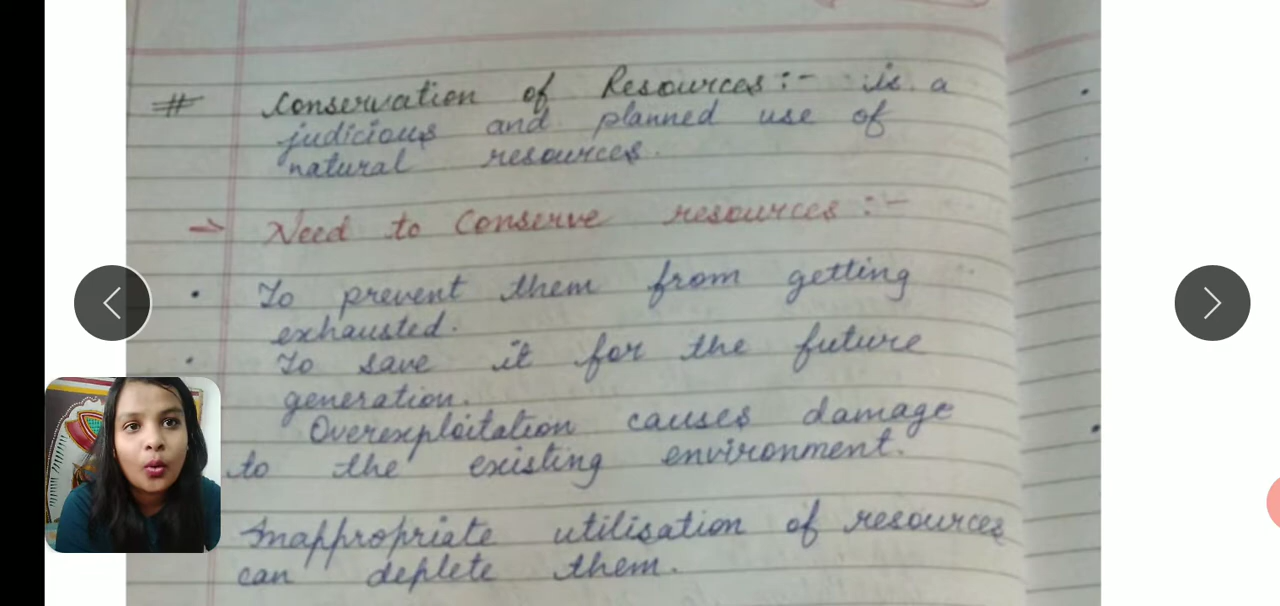 # Conservation of Resources :- is a
judicious and planned use of
natural resources.
→ Need to Conserve resources :-
• To prevent them from getting
exhausted.
• To save it for the future
generation.
Overexploitation causes damage
to the existing environment.
Inappropriate utilisation of resources
can deplete them.